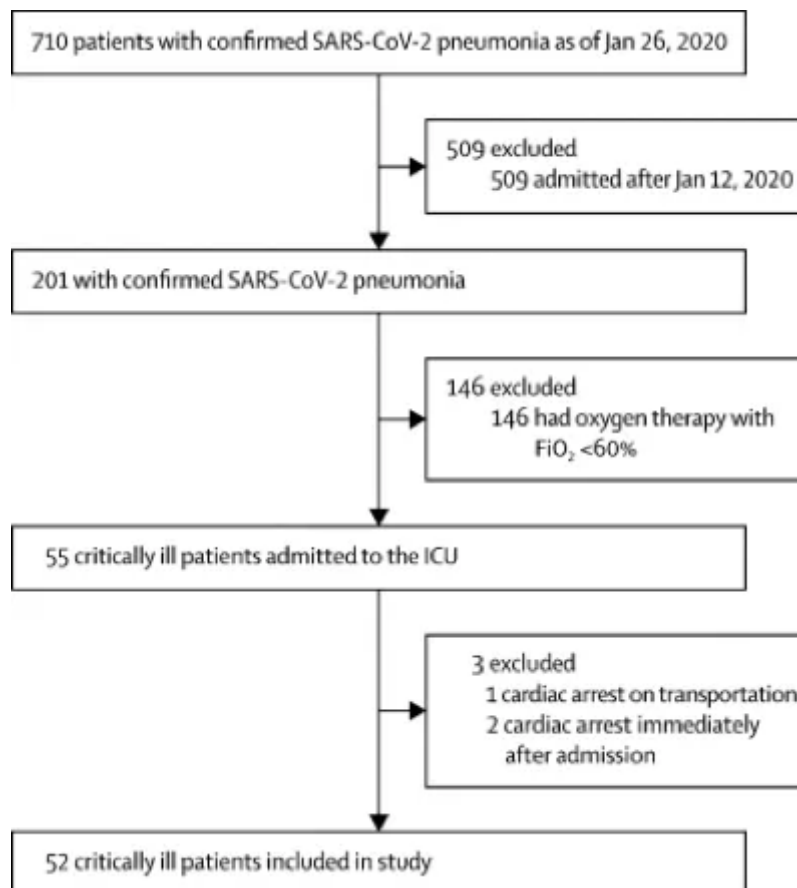 710 patients with confirmed SARS-CoV-2 pneumonia as of Jan 26, 2020
509 excluded
509 admitted after Jan 12, 2020
201 with confirmed SARS-CoV-2 pneumonia
146 excluded
146 had oxygen therapy with
FiO₂ <60%
55 critically ill patients admitted to the ICU
3 excluded
1 cardiac arrest on transportation
2 cardiac arrest immediately
after admission
52 critically ill patients included in study